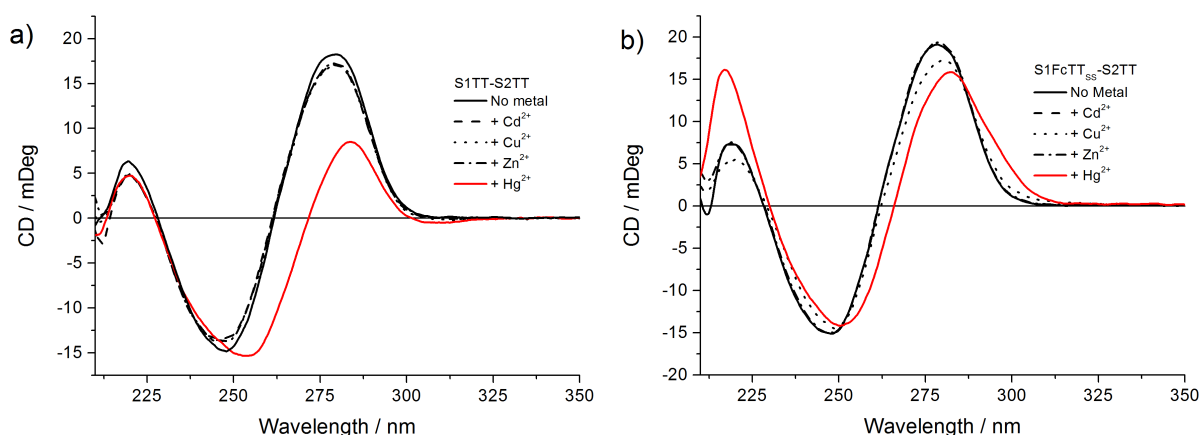 a)
20
15
10
5
0
-5
-10
-15
CD / mDeg
S1TT-S2TT
No metal
+ Cd²⁺
+ Cu²⁺
+ Zn²⁺
+ Hg²⁺
225 250 275 300 325 350
Wavelength / nm
b)
20
15
10
5
0
-5
-10
-15
-20
CD / mDeg
S1FcTTSS-S2TT
No Metal
+ Cd²⁺
+ Cu²⁺
+ Zn²⁺
+ Hg²⁺
225 250 275 300 325 350
Wavelength / nm